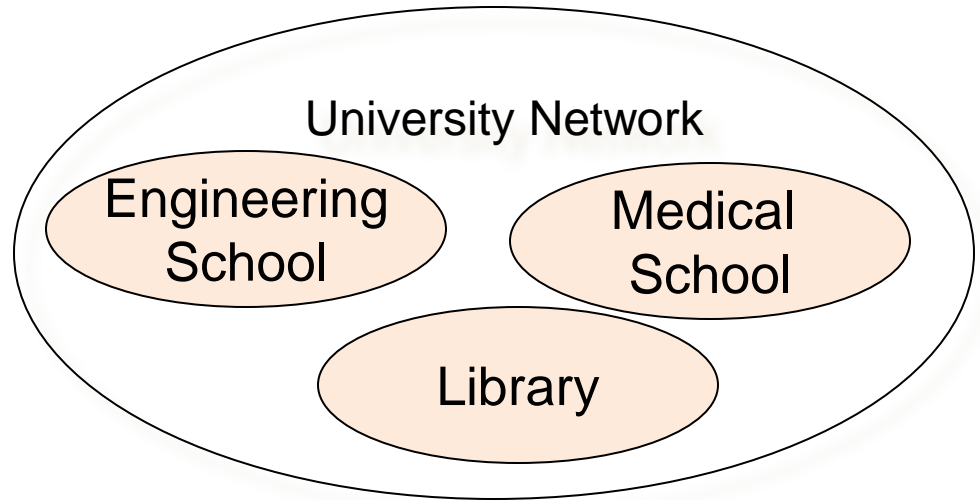 University Network
Engineering
School
Medical
School
Library